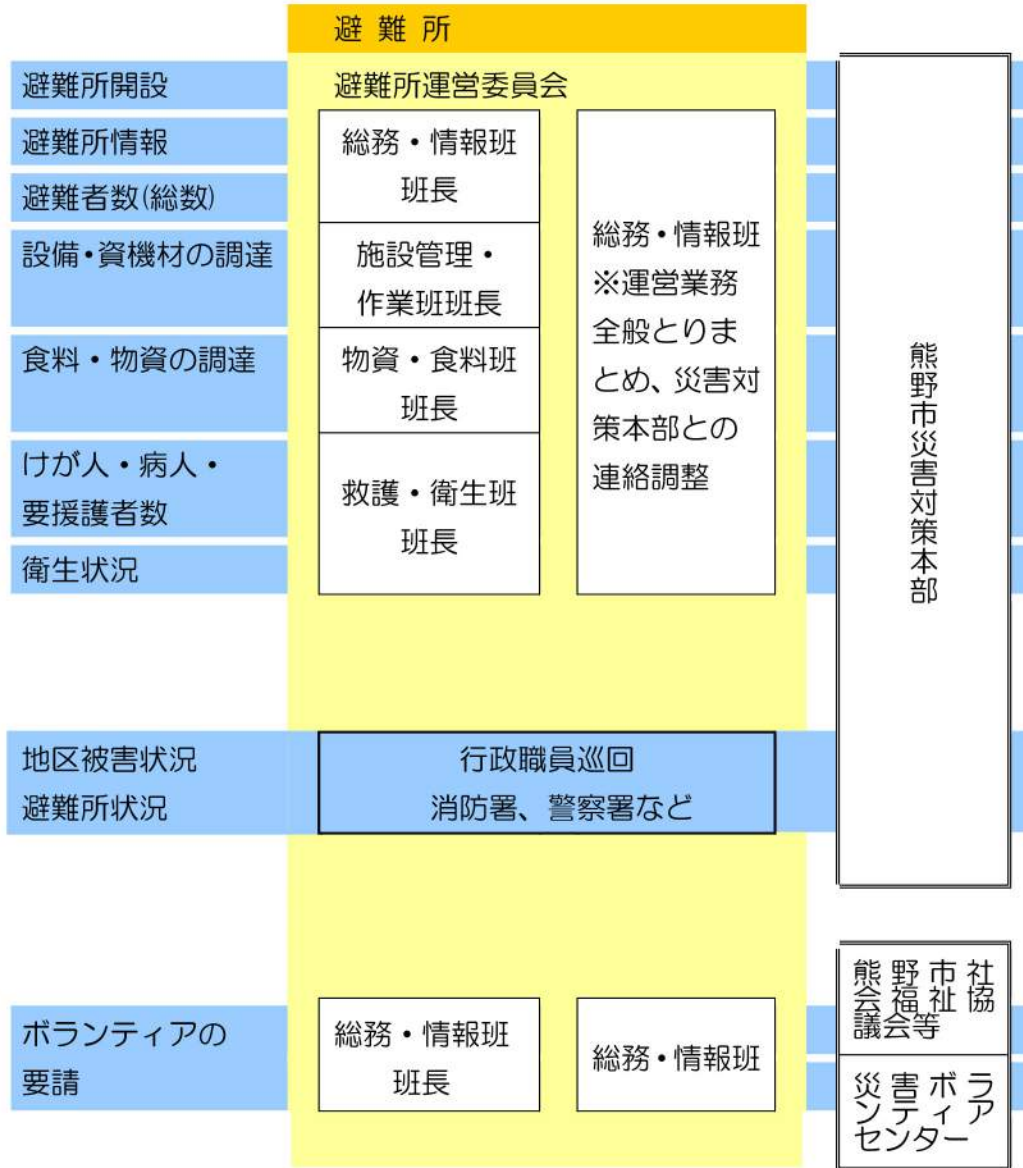 避難所
避難所開設
避難所運営委員会
避難所情報
避難者数(総数)
総務・情報班
班長
設備・資機材の調達
施設管理・
作業班班長
食料・物資の調達
物資・食料班
班長
けが人・病人・
要援護者数
衛生状況
救護・衛生班
班長
総務・情報班
※運営業務
全般とりま
とめ、災害対
策本部との
連絡調整
熊野市災害対策本部
地区被害状況
避難所状況
行政職員巡回
消防署、警察署など
ボランティアの
要請
総務・情報班
班長
総務・情報班
熊野市社
会福祉協
議会等
災害ボラ
ンティア
センター